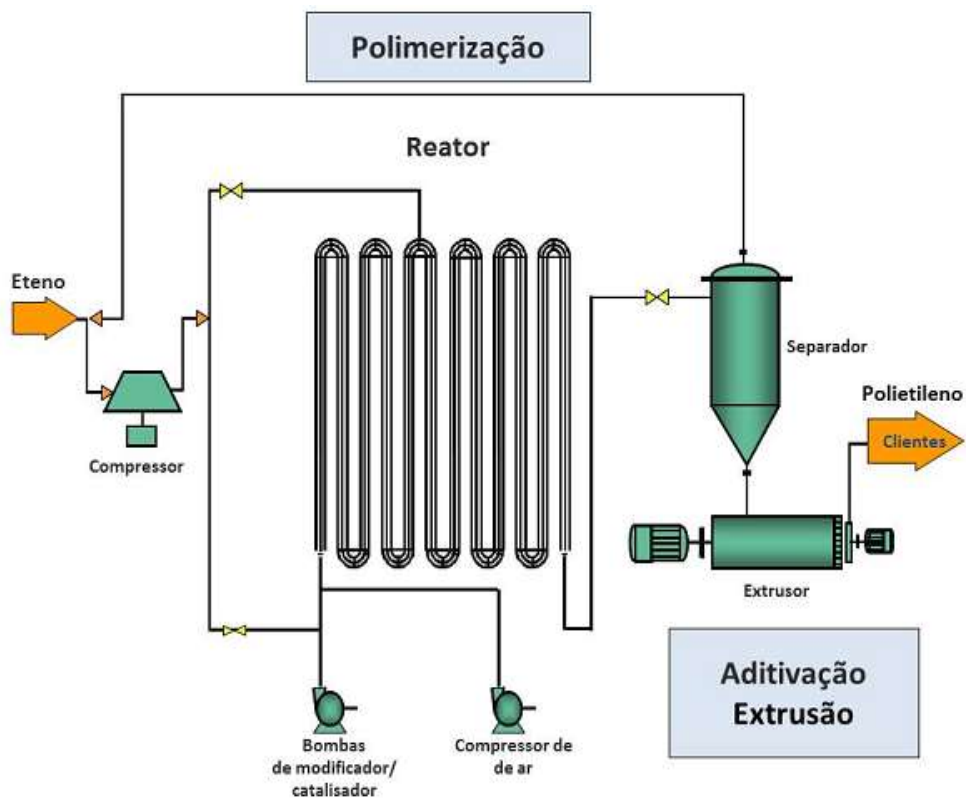 Polimerização
Reator
Eteno
Compressor
Separador
Polietileno
Clientes
Extrusor
Aditivação
Extrusão
Bombas
de modificador/
catalisador
Compressor de
de ar